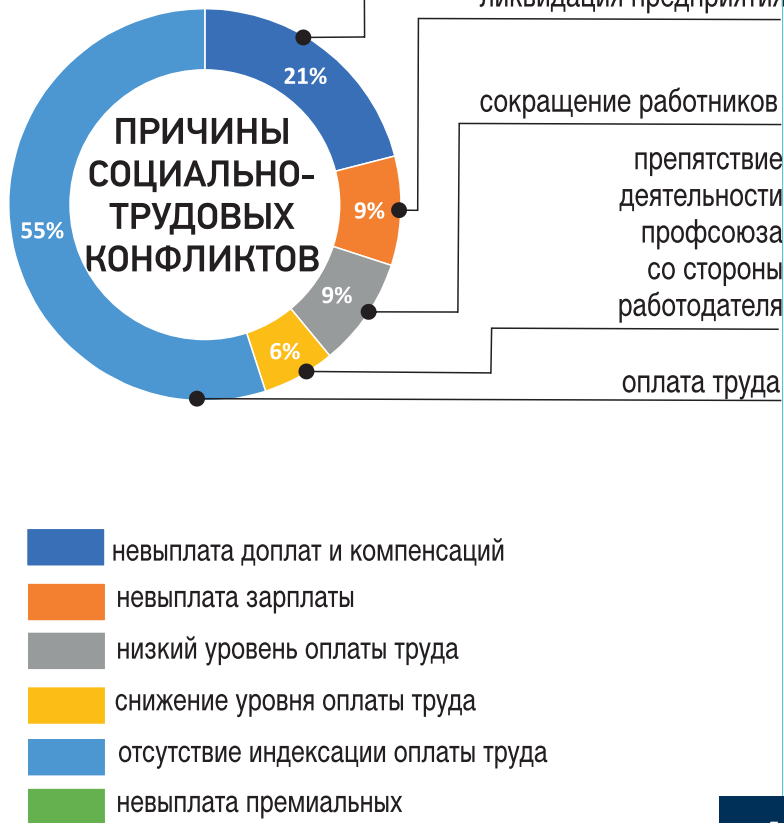 ликвидация предприятия
21%
сокращение работников
ПРИЧИНЫ
СОЦИАЛЬНО-
ТРУДОВЫХ
КОНФЛИКТОВ
препятствие
деятельности
профсоюза
со стороны
работодателя
9%
55%
9%
6%
оплата труда
невыплата доплат и компенсаций
невыплата зарплаты
низкий уровень оплаты труда
снижение уровня оплаты труда
отсутствие индексации оплаты труда
невыплата премиальных